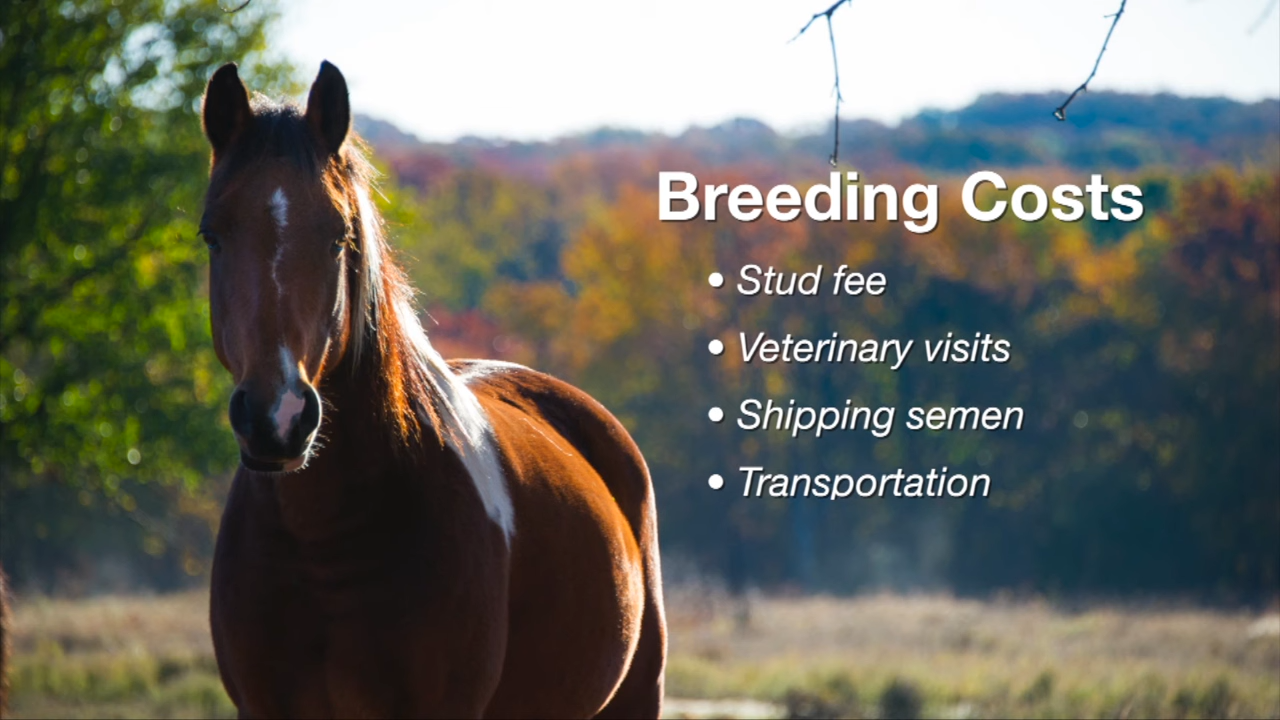 Breeding Costs
• Stud fee
• Veterinary visits
• Shipping semen
• Transportation